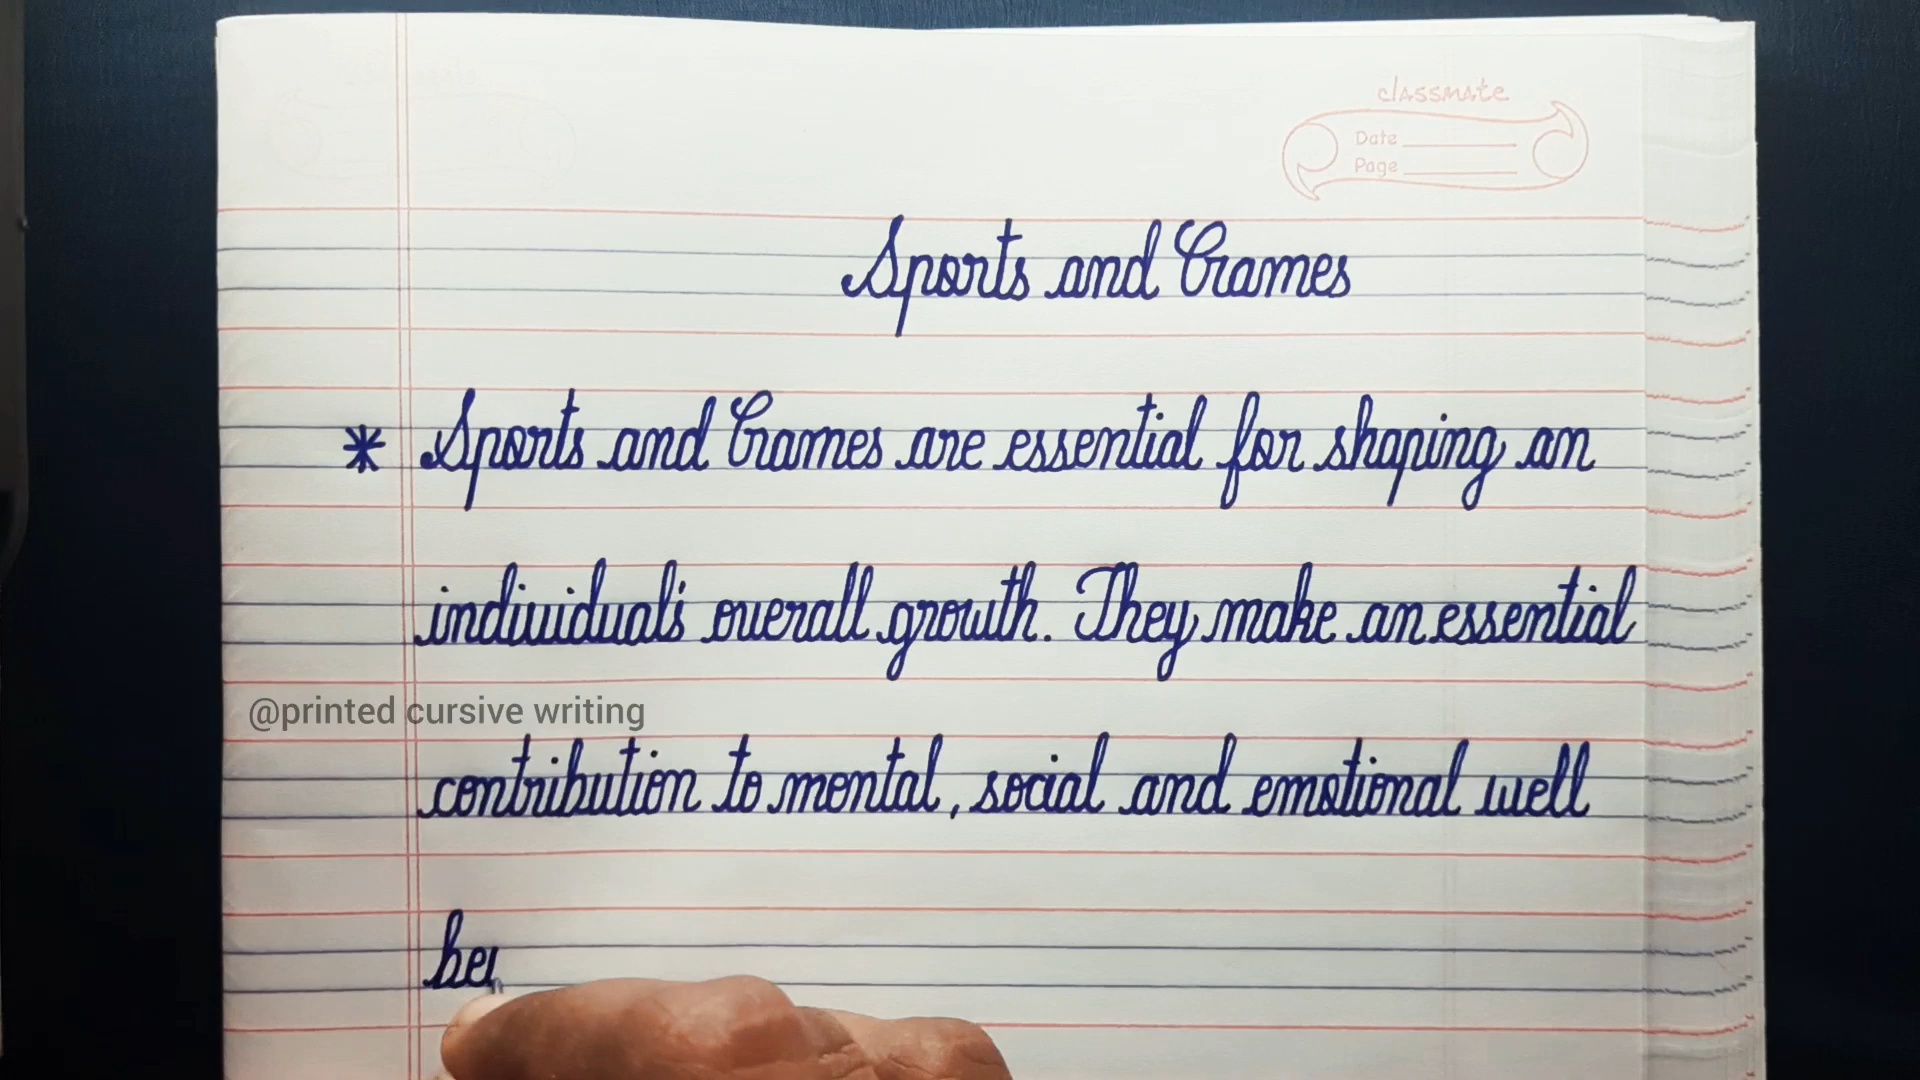 classmate
Date
Page
Sports and Games
* Sports and Games are essential for shaping an
individual's overall growth. They make an essential
@printed cursive writing
contribution to mental, social and emotional well
bei